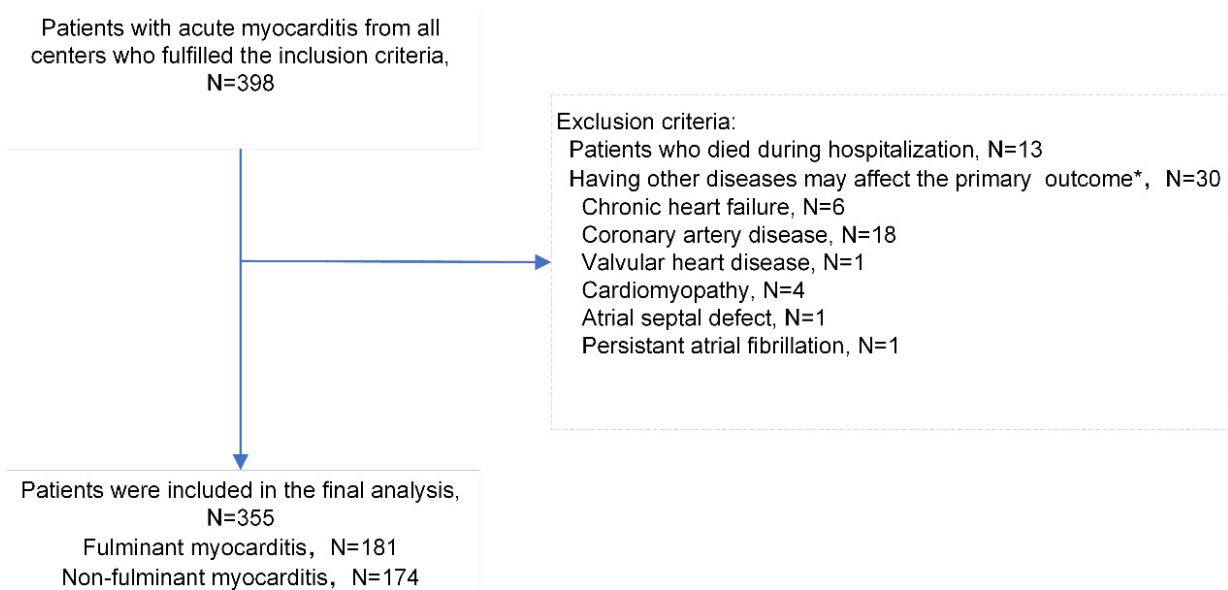 Patients with acute myocarditis from all
centers who fulfilled the inclusion criteria,
N=398
Exclusion criteria:
Patients who died during hospitalization, N=13
Having other diseases may affect the primary outcome*, N=30
Chronic heart failure, N=6
Coronary artery disease, N=18
Valvular heart disease, N=1
Cardiomyopathy, N=4
Atrial septal defect, N=1
Persistant atrial fibrillation, N=1
Patients were included in the final analysis,
N=355
Fulminant myocarditis, N=181
Non-fulminant myocarditis, N=174